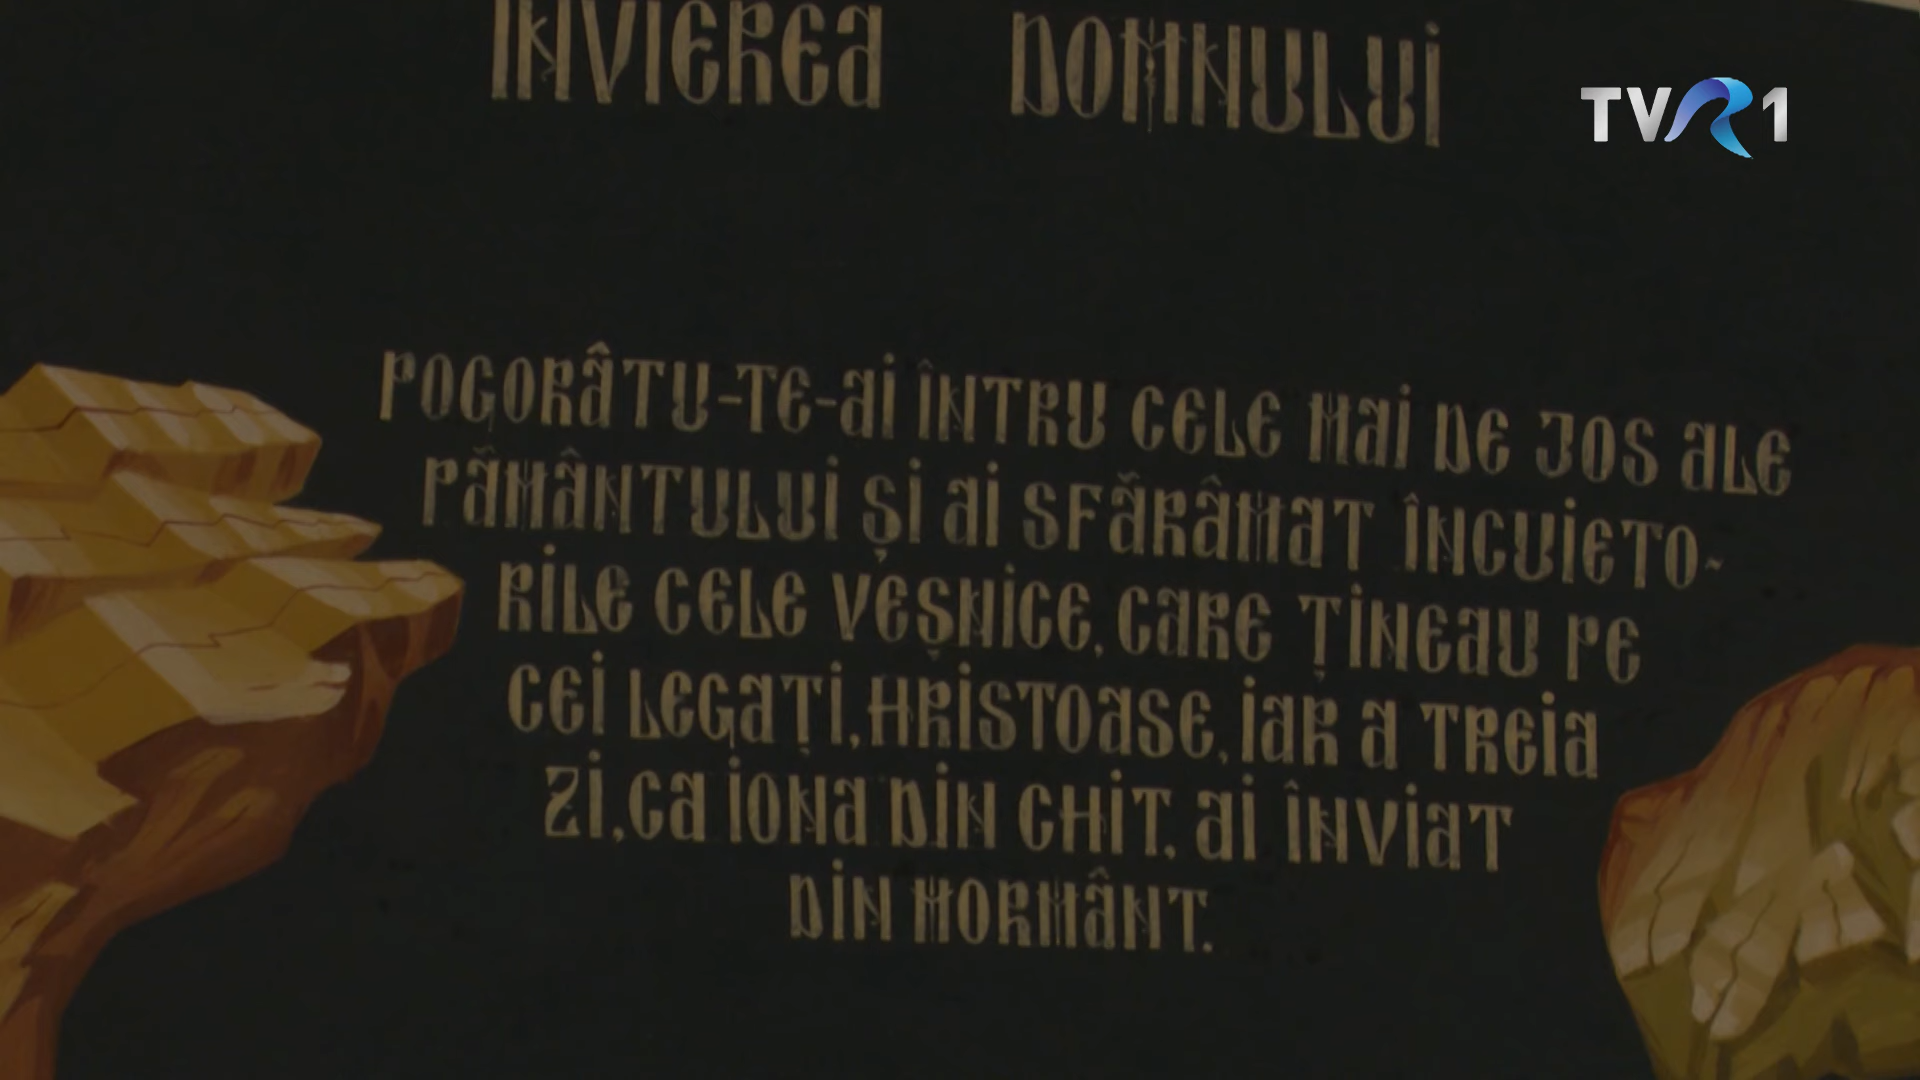 ÎNVIEREA DOMNULUI
TVR1
POGORÂTU-TE-AI ÎNTRU CELE MAI DE JOS ALE
PĂMÂNTULUI ȘI AI SFĂRÂMAT ÎNCUIETO-
RILE CELE VEȘNICE, CARE ȚINEAU PE
CEI LEGAȚI, HRISTOASE, IAR A TREIA
ZI, CA IONA DIN CHIT, AI ÎNVIAT
DIN MORMÂNT.